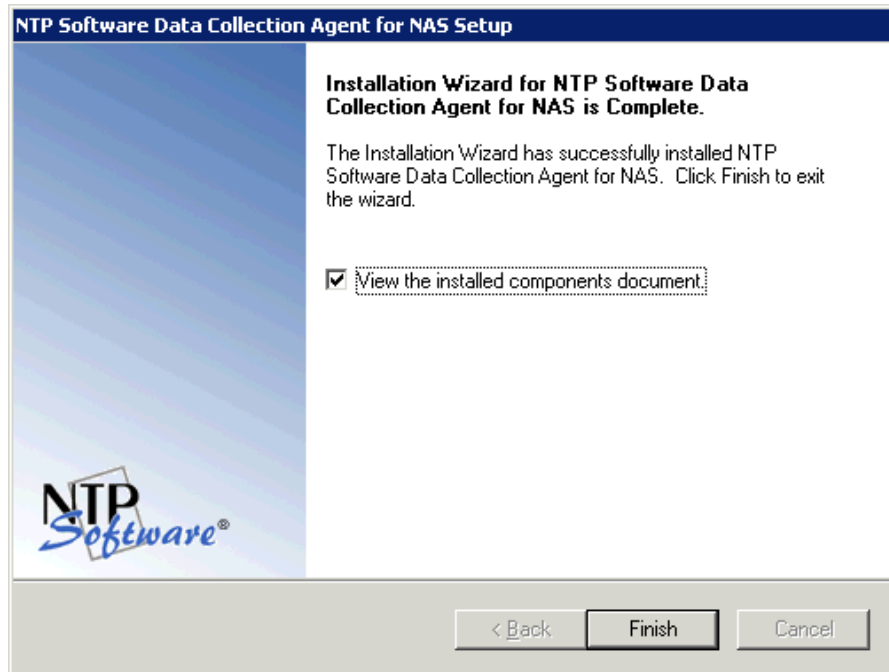 NTP Software Data Collection Agent for NAS Setup
Installation Wizard for NTP Software Data
Collection Agent for NAS is Complete.
The Installation Wizard has successfully installed NTP
Software Data Collection Agent for NAS.  Click Finish to exit
the wizard.
View the installed components document.
NTP
Software®
< Back
Finish
Cancel